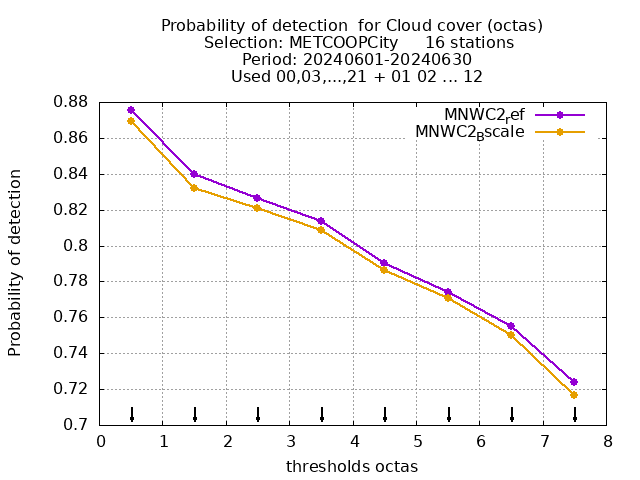 Probability of detection  for Cloud cover (octas)
Selection: METCOOPCity     16 stations
Period: 20240601-20240630
Used 00,03,...,21 + 01 02 ... 12
MNWC2ref
MNWC2Bscale
Probability of detection
0.88
0.86
0.84
0.82
0.8
0.78
0.76
0.74
0.72
0.7
0 1 2 3 4 5 6 7 8
thresholds octas